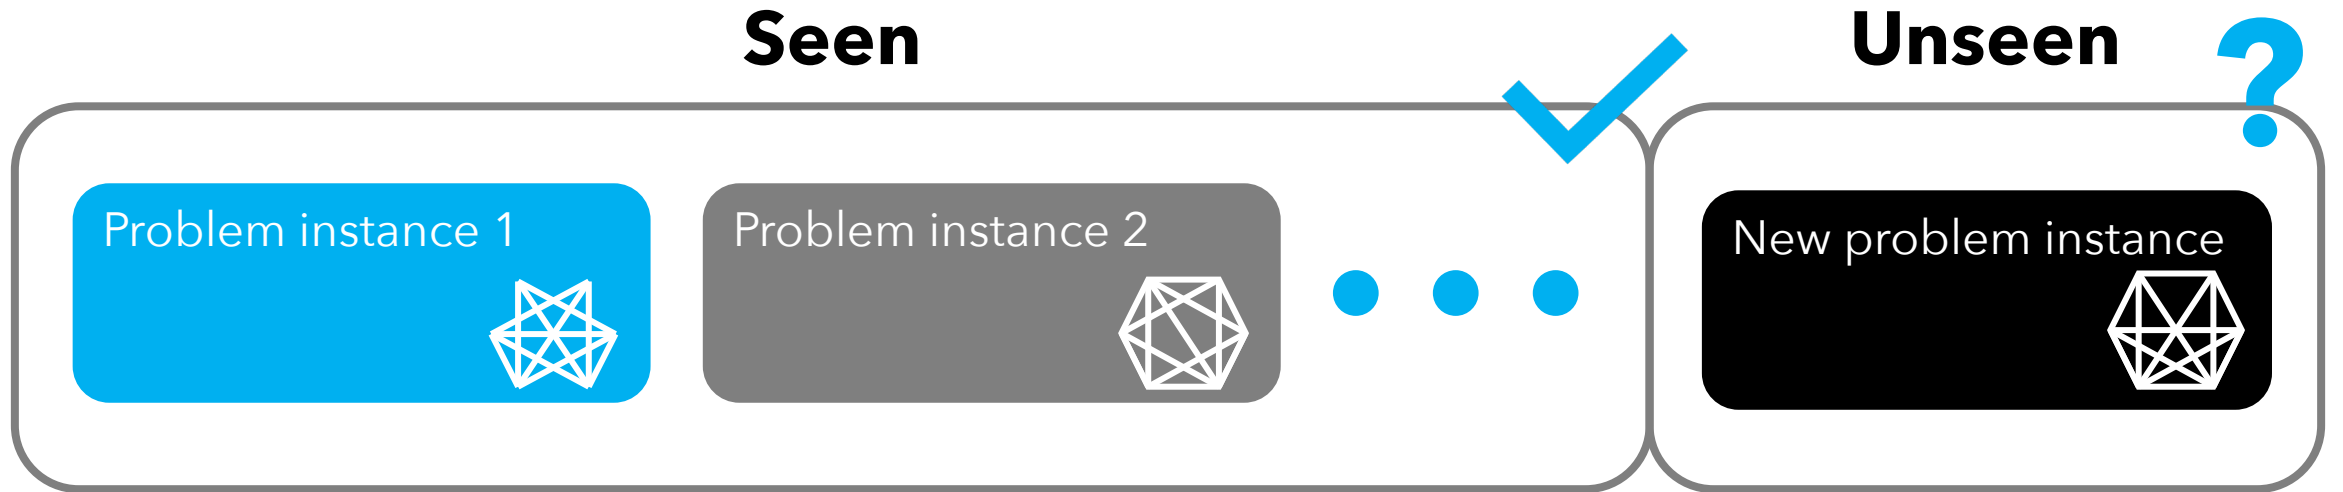 Seen
Unseen
?
Problem instance 1
Problem instance 2
New problem instance